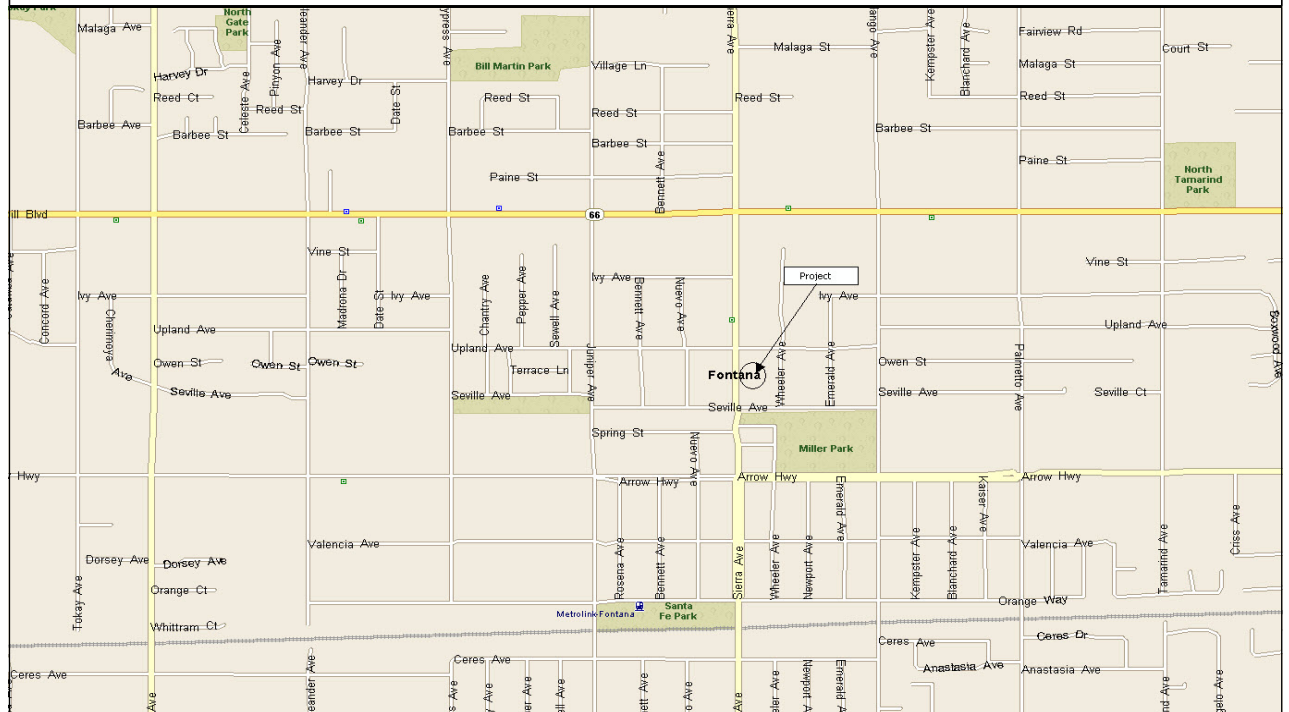 North
Gate
Park
Malaga Ave
Bill Martin Park
Village Ln
Malaga St
Fairview Rd
Court St
Malaga St
Harvey Dr
Harvey Dr
Celeste Ave
Pinyon Ave
Date St
Kempster Ave
Blanchard Ave
Reed Ct
Reed St
Reed St
Reed St
Reed St
Reed St
Barbee Ave
Barbee St
Barbee St
Barbee St
Barbee St
Barbee St
Paine St
Paine St
Bennett Ave
North
Tamarind
Park
ill Blvd
66
Vine St
Vine St
Concord Ave
Ivy Ave
Cherimoya
Ave
Madrona Dr
Date St
Ivy Ave
Chantry Ave
Pepper Ave
Sewell Ave
Ivy Ave
Bennett Ave
Nuevo Ave
Project
Ivy Ave
Upland Ave
Upland Ave
Upland Ave
Boxwood Ave
Owen St
Owen St
Owen St
Owen St
Terrace Ln
Juniper Ave
Fontana
Wheeler Ave
Emerald Ave
Palmetto Ave
Seville Ave
Seville Ave
Seville Ave
Seville Ave
Seville Ct
Spring St
Nuevo Ave
Miller Park
Hwy
Arrow Hwy
Arrow Hwy
Arrow Hwy
Emerald Ave
Kaiser Ave
Criss Ave
Valencia Ave
Valencia Ave
Dorsey Ave
Dorsey Ave
Tokay Ave
Orange Ct
Rosena Ave
Bennett Ave
Sierra Ave
Wheeler Ave
Newport Ave
Kempster Ave
Blanchard Ave
Tamarind Ave
Orange Way
Metrolink-Fontana
Santa
Fe Park
Whittram Ct
Ceres Ave
Ceres Ave
Ceres Ave
Ceres Dr
Anastasia Ave
Anastasia Ave